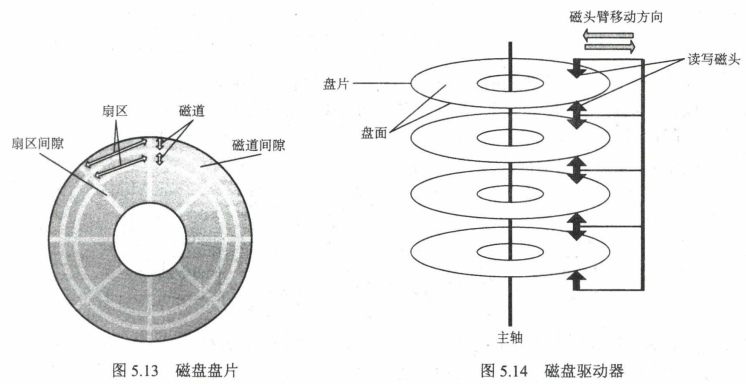 扇区
磁道
扇区间隙
磁道间隙
图 5.13 磁盘盘片
磁头臂移动方向
读写磁头
盘片
盘面
主轴
图 5.14 磁盘驱动器